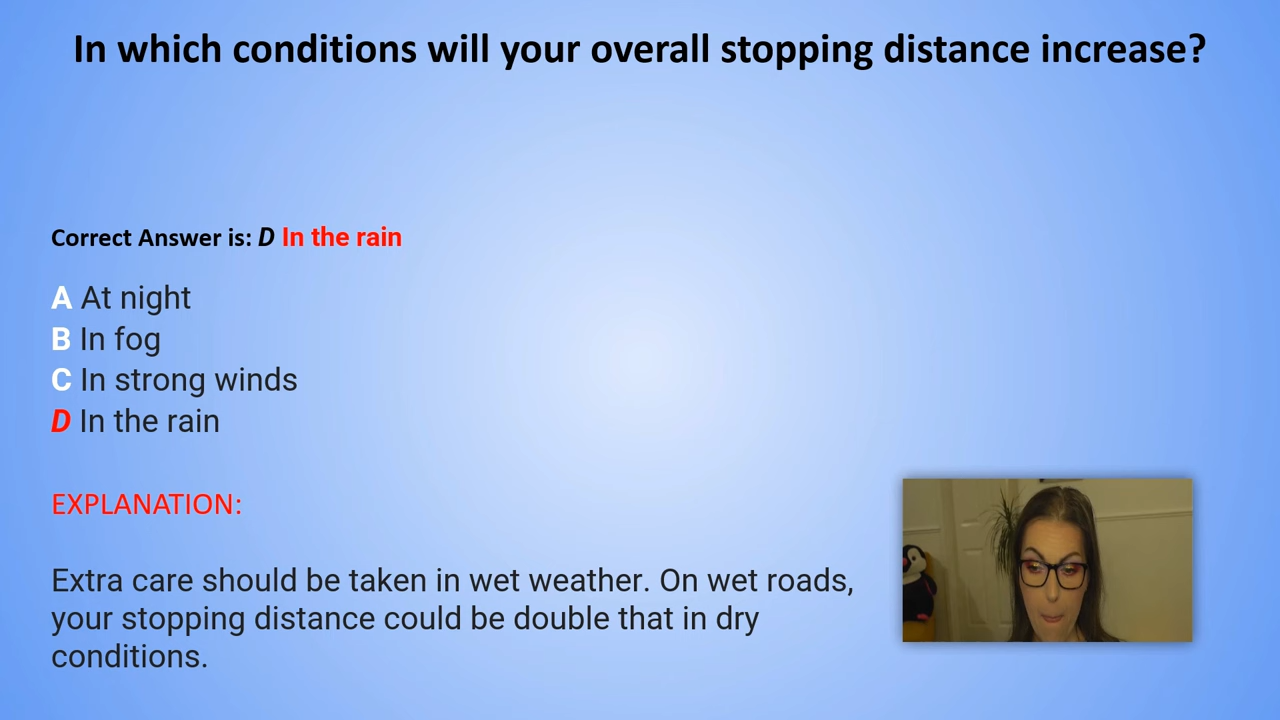 In which conditions will your overall stopping distance increase?
Correct Answer is: D In the rain
A At night
B In fog
C In strong winds
D In the rain
EXPLANATION:
Extra care should be taken in wet weather. On wet roads,
your stopping distance could be double that in dry
conditions.